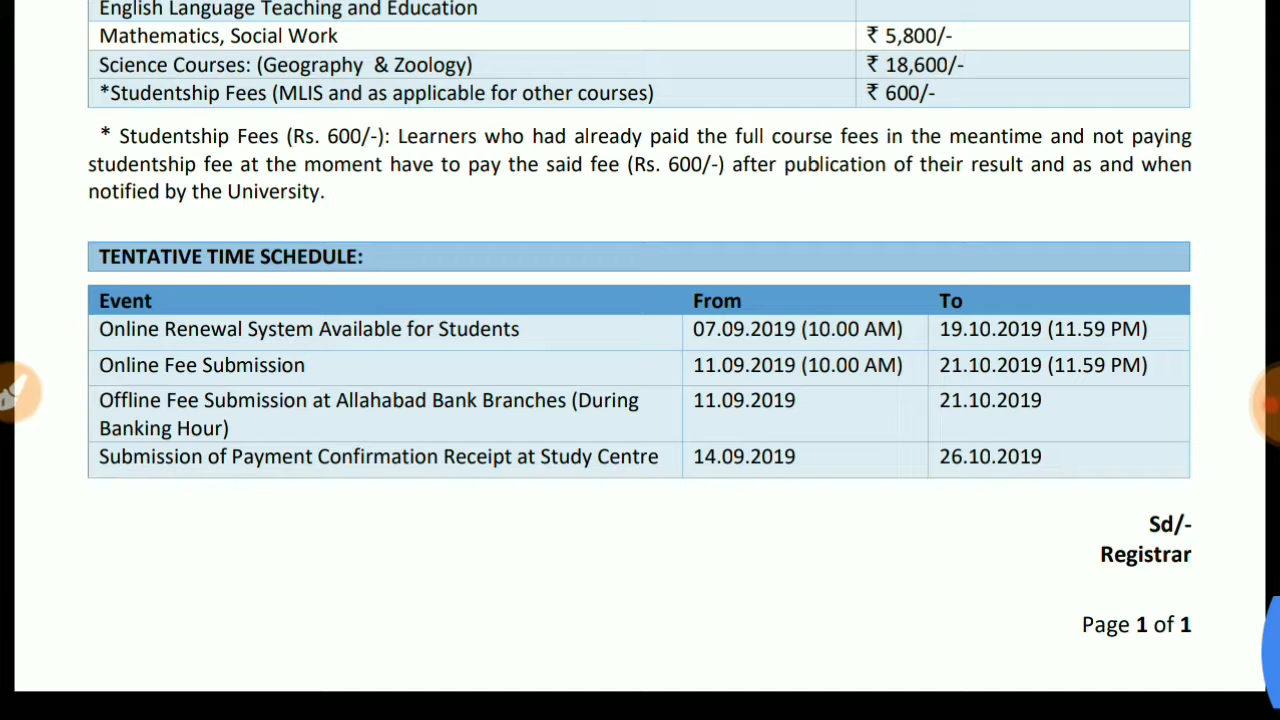 English Language Teaching and Education
Mathematics, Social Work ₹ 5,800/-
Science Courses: (Geography & Zoology) ₹ 18,600/-
*Studentship Fees (MLIS and as applicable for other courses) ₹ 600/-
* Studentship Fees (Rs. 600/-): Learners who had already paid the full course fees in the meantime and not paying
studentship fee at the moment have to pay the said fee (Rs. 600/-) after publication of their result and as and when
notified by the University.
TENTATIVE TIME SCHEDULE:
Event From To
Online Renewal System Available for Students 07.09.2019 (10.00 AM) 19.10.2019 (11.59 PM)
Online Fee Submission 11.09.2019 (10.00 AM) 21.10.2019 (11.59 PM)
Offline Fee Submission at Allahabad Bank Branches (During 11.09.2019 21.10.2019
Banking Hour)
Submission of Payment Confirmation Receipt at Study Centre 14.09.2019 26.10.2019
Sd/-
Registrar
Page 1 of 1